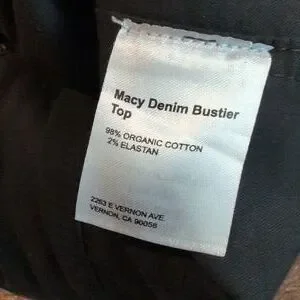 Macy Denim Bustier
Top
98% ORGANIC COTTON
2% ELASTAN
2263 E VERNON AVE.
VERNON, CA 90058